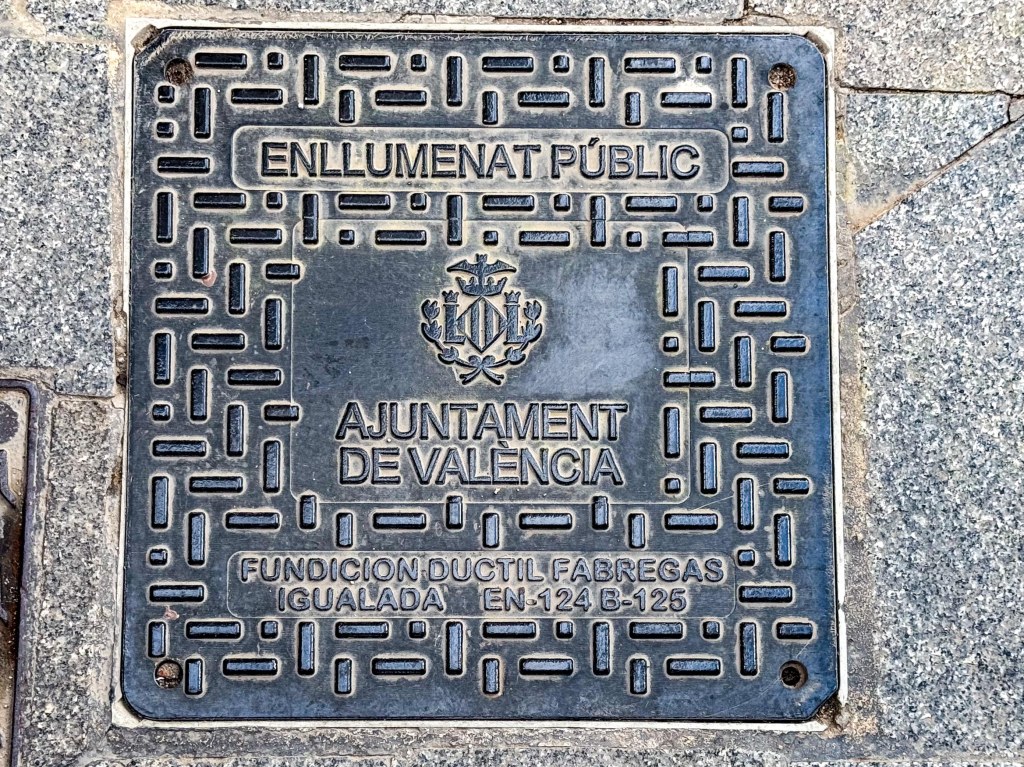 ENLLUMENAT PÚBLIC
L L
AJUNTAMENT
DE VALÈNCIA
FUNDICION DUCTIL FABREGAS
IGUALADA EN-124 B-125